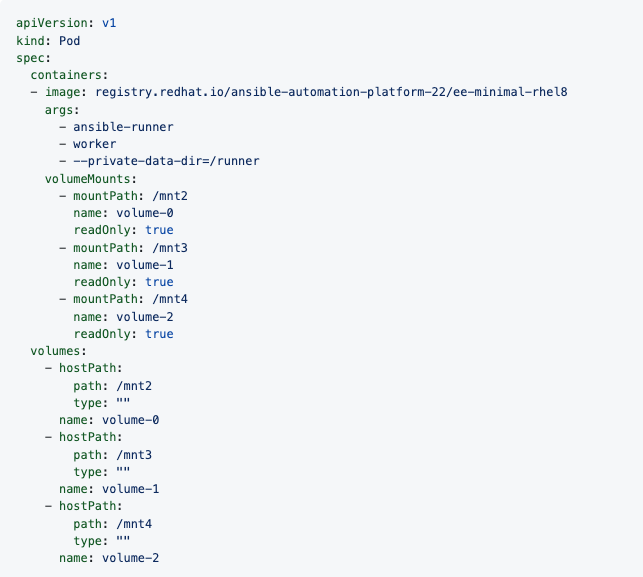 apiVersion: v1
kind: Pod
spec:
  containers:
  - image: registry.redhat.io/ansible-automation-platform-22/ee-minimal-rhel8
    args:
      - ansible-runner
      - worker
      - --private-data-dir=/runner
    volumeMounts:
      - mountPath: /mnt2
        name: volume-0
        readOnly: true
      - mountPath: /mnt3
        name: volume-1
        readOnly: true
      - mountPath: /mnt4
        name: volume-2
        readOnly: true
  volumes:
    - hostPath:
        path: /mnt2
        type: ""
      name: volume-0
    - hostPath:
        path: /mnt3
        type: ""
      name: volume-1
    - hostPath:
        path: /mnt4
        type: ""
      name: volume-2